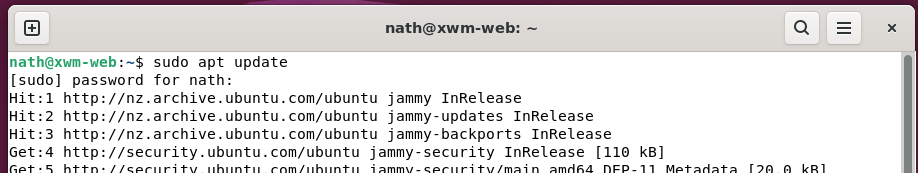 nath@xwm-web: ~
nath@xwm-web:~$ sudo apt update
[sudo] password for nath:
Hit:1 http://nz.archive.ubuntu.com/ubuntu jammy InRelease
Hit:2 http://nz.archive.ubuntu.com/ubuntu jammy-updates InRelease
Hit:3 http://nz.archive.ubuntu.com/ubuntu jammy-backports InRelease
Get:4 http://security.ubuntu.com/ubuntu jammy-security InRelease [110 kB]
Get:5 http://security.ubuntu.com/ubuntu jammy-security/main amd64 DEP-11 Metadata [20.0 kB]